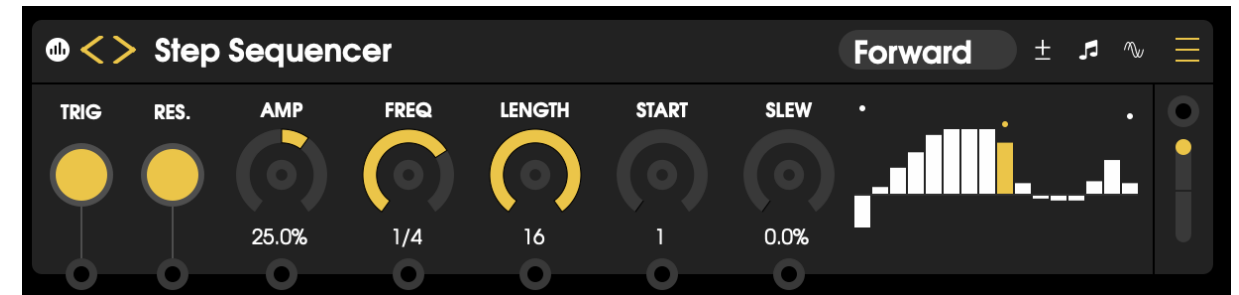 Step Sequencer
Forward
TRIG RES. AMP FREQ LENGTH START SLEW
25.0% 1/4 16 1 0.0%